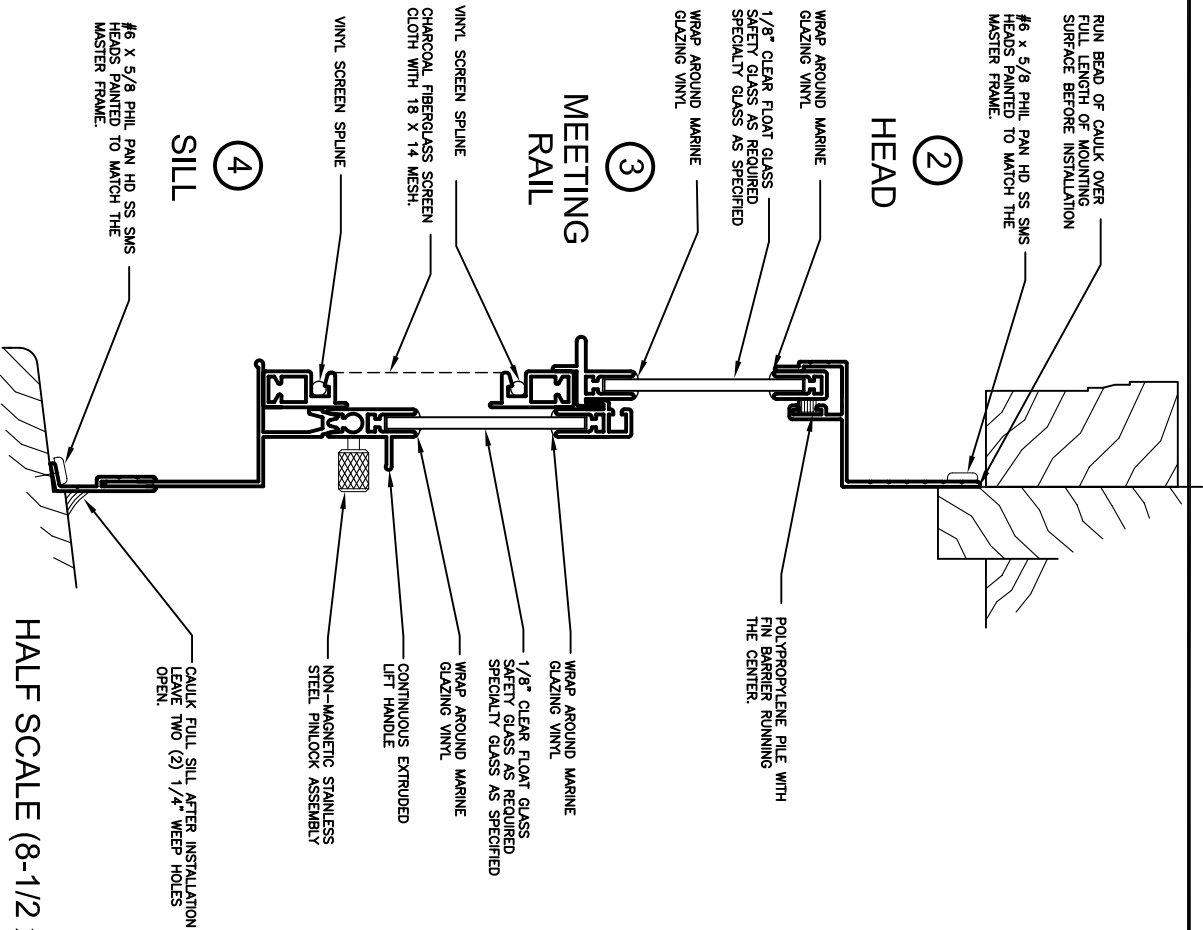 RUN BEAD OF CAULK OVER
FULL LENGTH OF MOUNTING
SURFACE BEFORE INSTALLATION
#6 X 5/8 PHIL PAN HD SS SMS
HEADS PAINTED TO MATCH THE
MASTER FRAME.
2
HEAD
WRAP AROUND MARINE
GLAZING VINYL
1/8" CLEAR FLOAT GLASS
SAFETY GLASS AS REQUIRED
SPECIALTY GLASS AS SPECIFIED
WRAP AROUND MARINE
GLAZING VINYL
3
MEETING
RAIL
VINYL SCREEN SPLINE
CHARCOAL FIBERGLASS SCREEN
CLOTH WITH 18 X 14 MESH.
VINYL SCREEN SPLINE
4
SILL
#6 X 5/8 PHIL PAN HD SS SMS
HEADS PAINTED TO MATCH THE
MASTER FRAME.
POLYPROPYLENE PILE WITH
FIN BARRIER RUNNING
THE CENTER.
WRAP AROUND MARINE
GLAZING VINYL
1/8" CLEAR FLOAT GLASS
SAFETY GLASS AS REQUIRED
SPECIALTY GLASS AS SPECIFIED
WRAP AROUND MARINE
GLAZING VINYL
CONTINUOUS EXTRUDED
LIFT HANDLE
NON-MAGNETIC STAINLESS
STEEL PINLOCK ASSEMBLY
CAULK FULL SILL AFTER INSTALLATION
LEAVE TWO (2) 1/4" WEEP HOLES
OPEN.
HALF SCALE (8-1/2